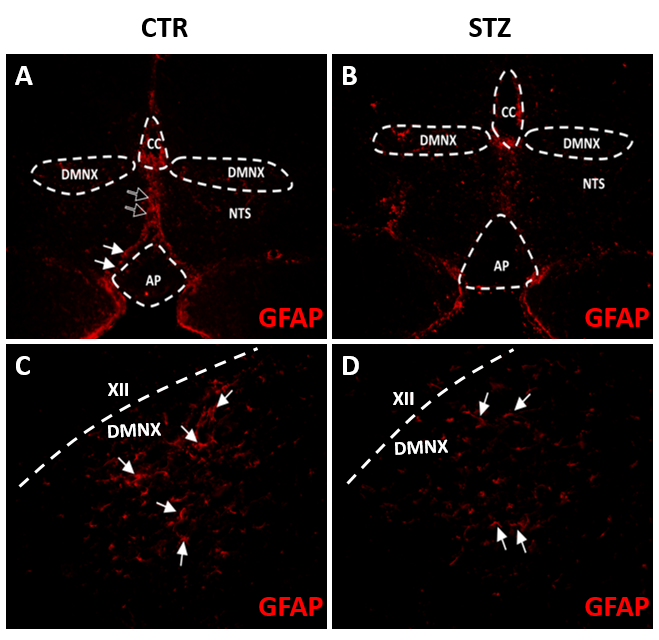 CTR STZ
A
CC
DMNX DMNX
NTS
AP
GFAP
B
CC
DMNX DMNX
NTS
AP
GFAP
C
XII
DMNX
GFAP
D
XII
DMNX
GFAP